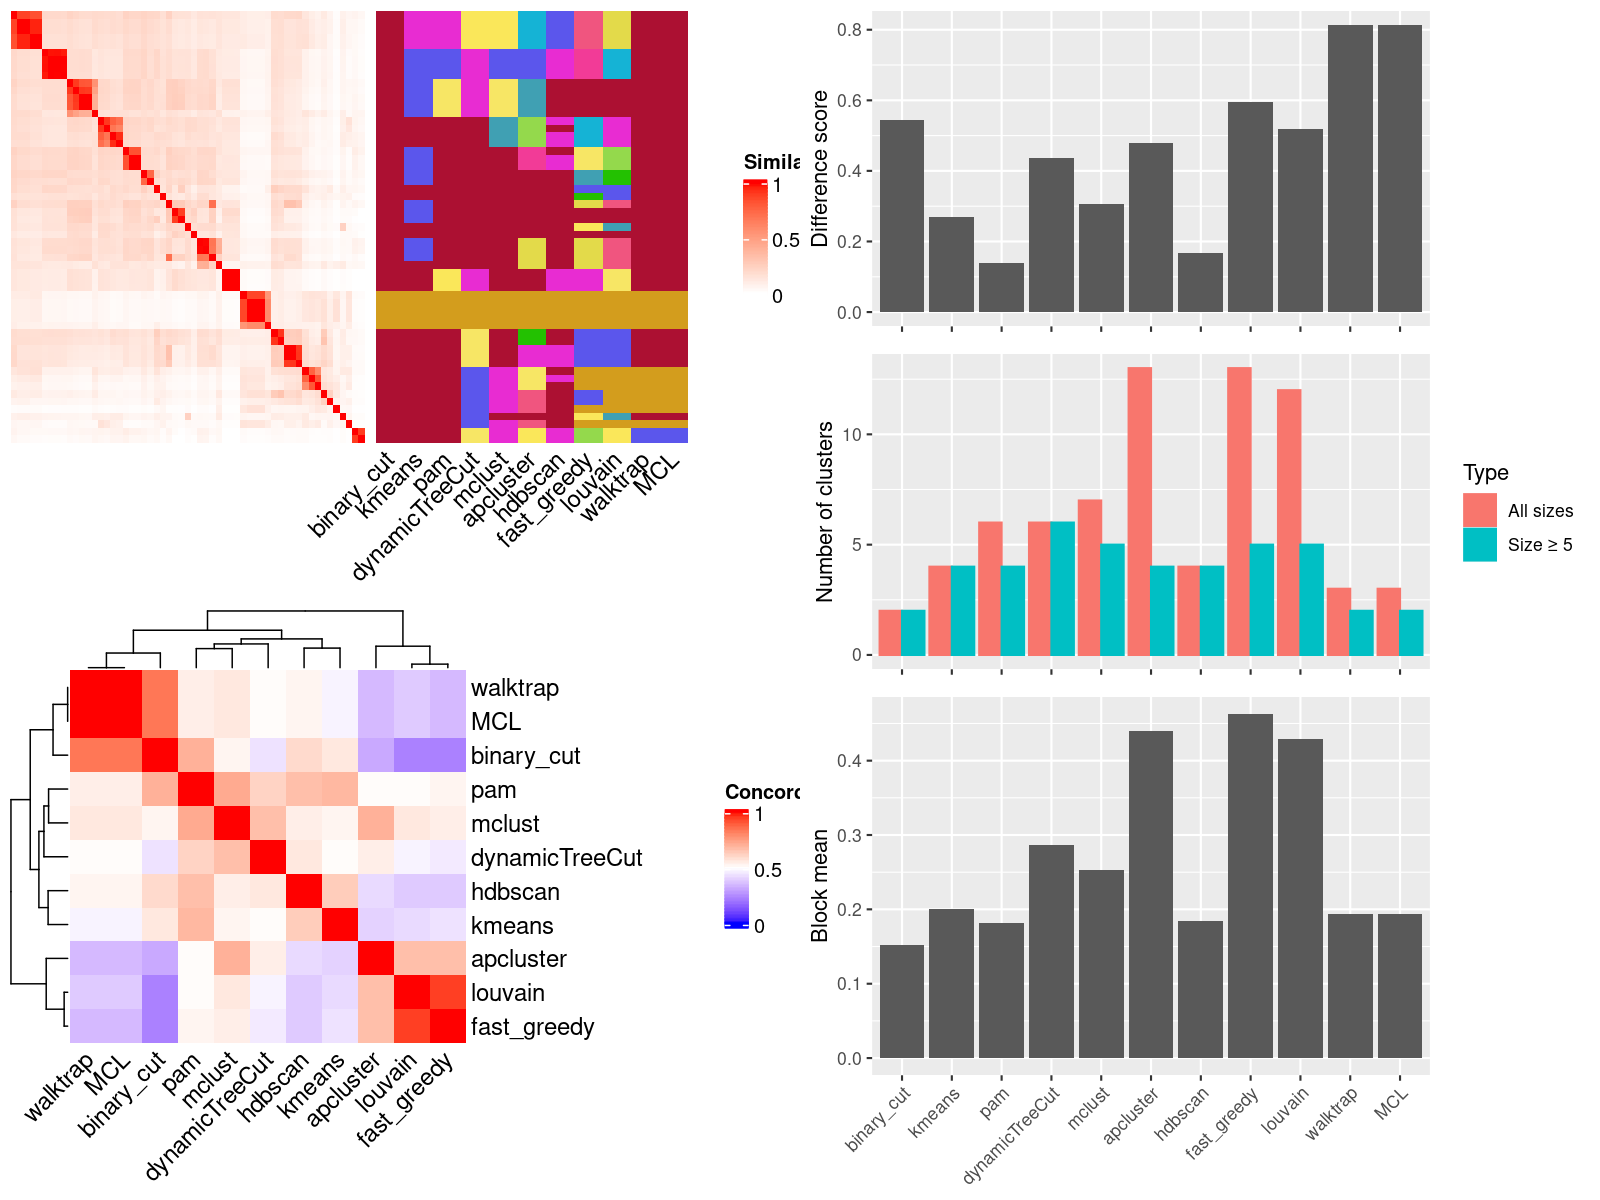 Simila
1
0.5
0
binary_cut
kmeans
pam
dynamicTreeCut
mclust
apcluster
hdbscan
fast_greedy
louvain
walktrap
MCL
walktrap
MCL
binary_cut
pam
mclust
dynamicTreeCut
hdbscan
kmeans
apcluster
louvain
fast_greedy
Concord
1
0.5
0
walktrap
MCL
binary_cut
pam
mclust
dynamicTreeCut
hdbscan
kmeans
apcluster
louvain
fast_greedy
Difference score
0.8
0.6
0.4
0.2
0.0
Number of clusters
10
5
0
Type
All sizes
Size ≥ 5
Block mean
0.4
0.3
0.2
0.1
0.0
binary_cut
kmeans
pam
dynamicTreeCut
mclust
apcluster
hdbscan
fast_greedy
louvain
walktrap
MCL